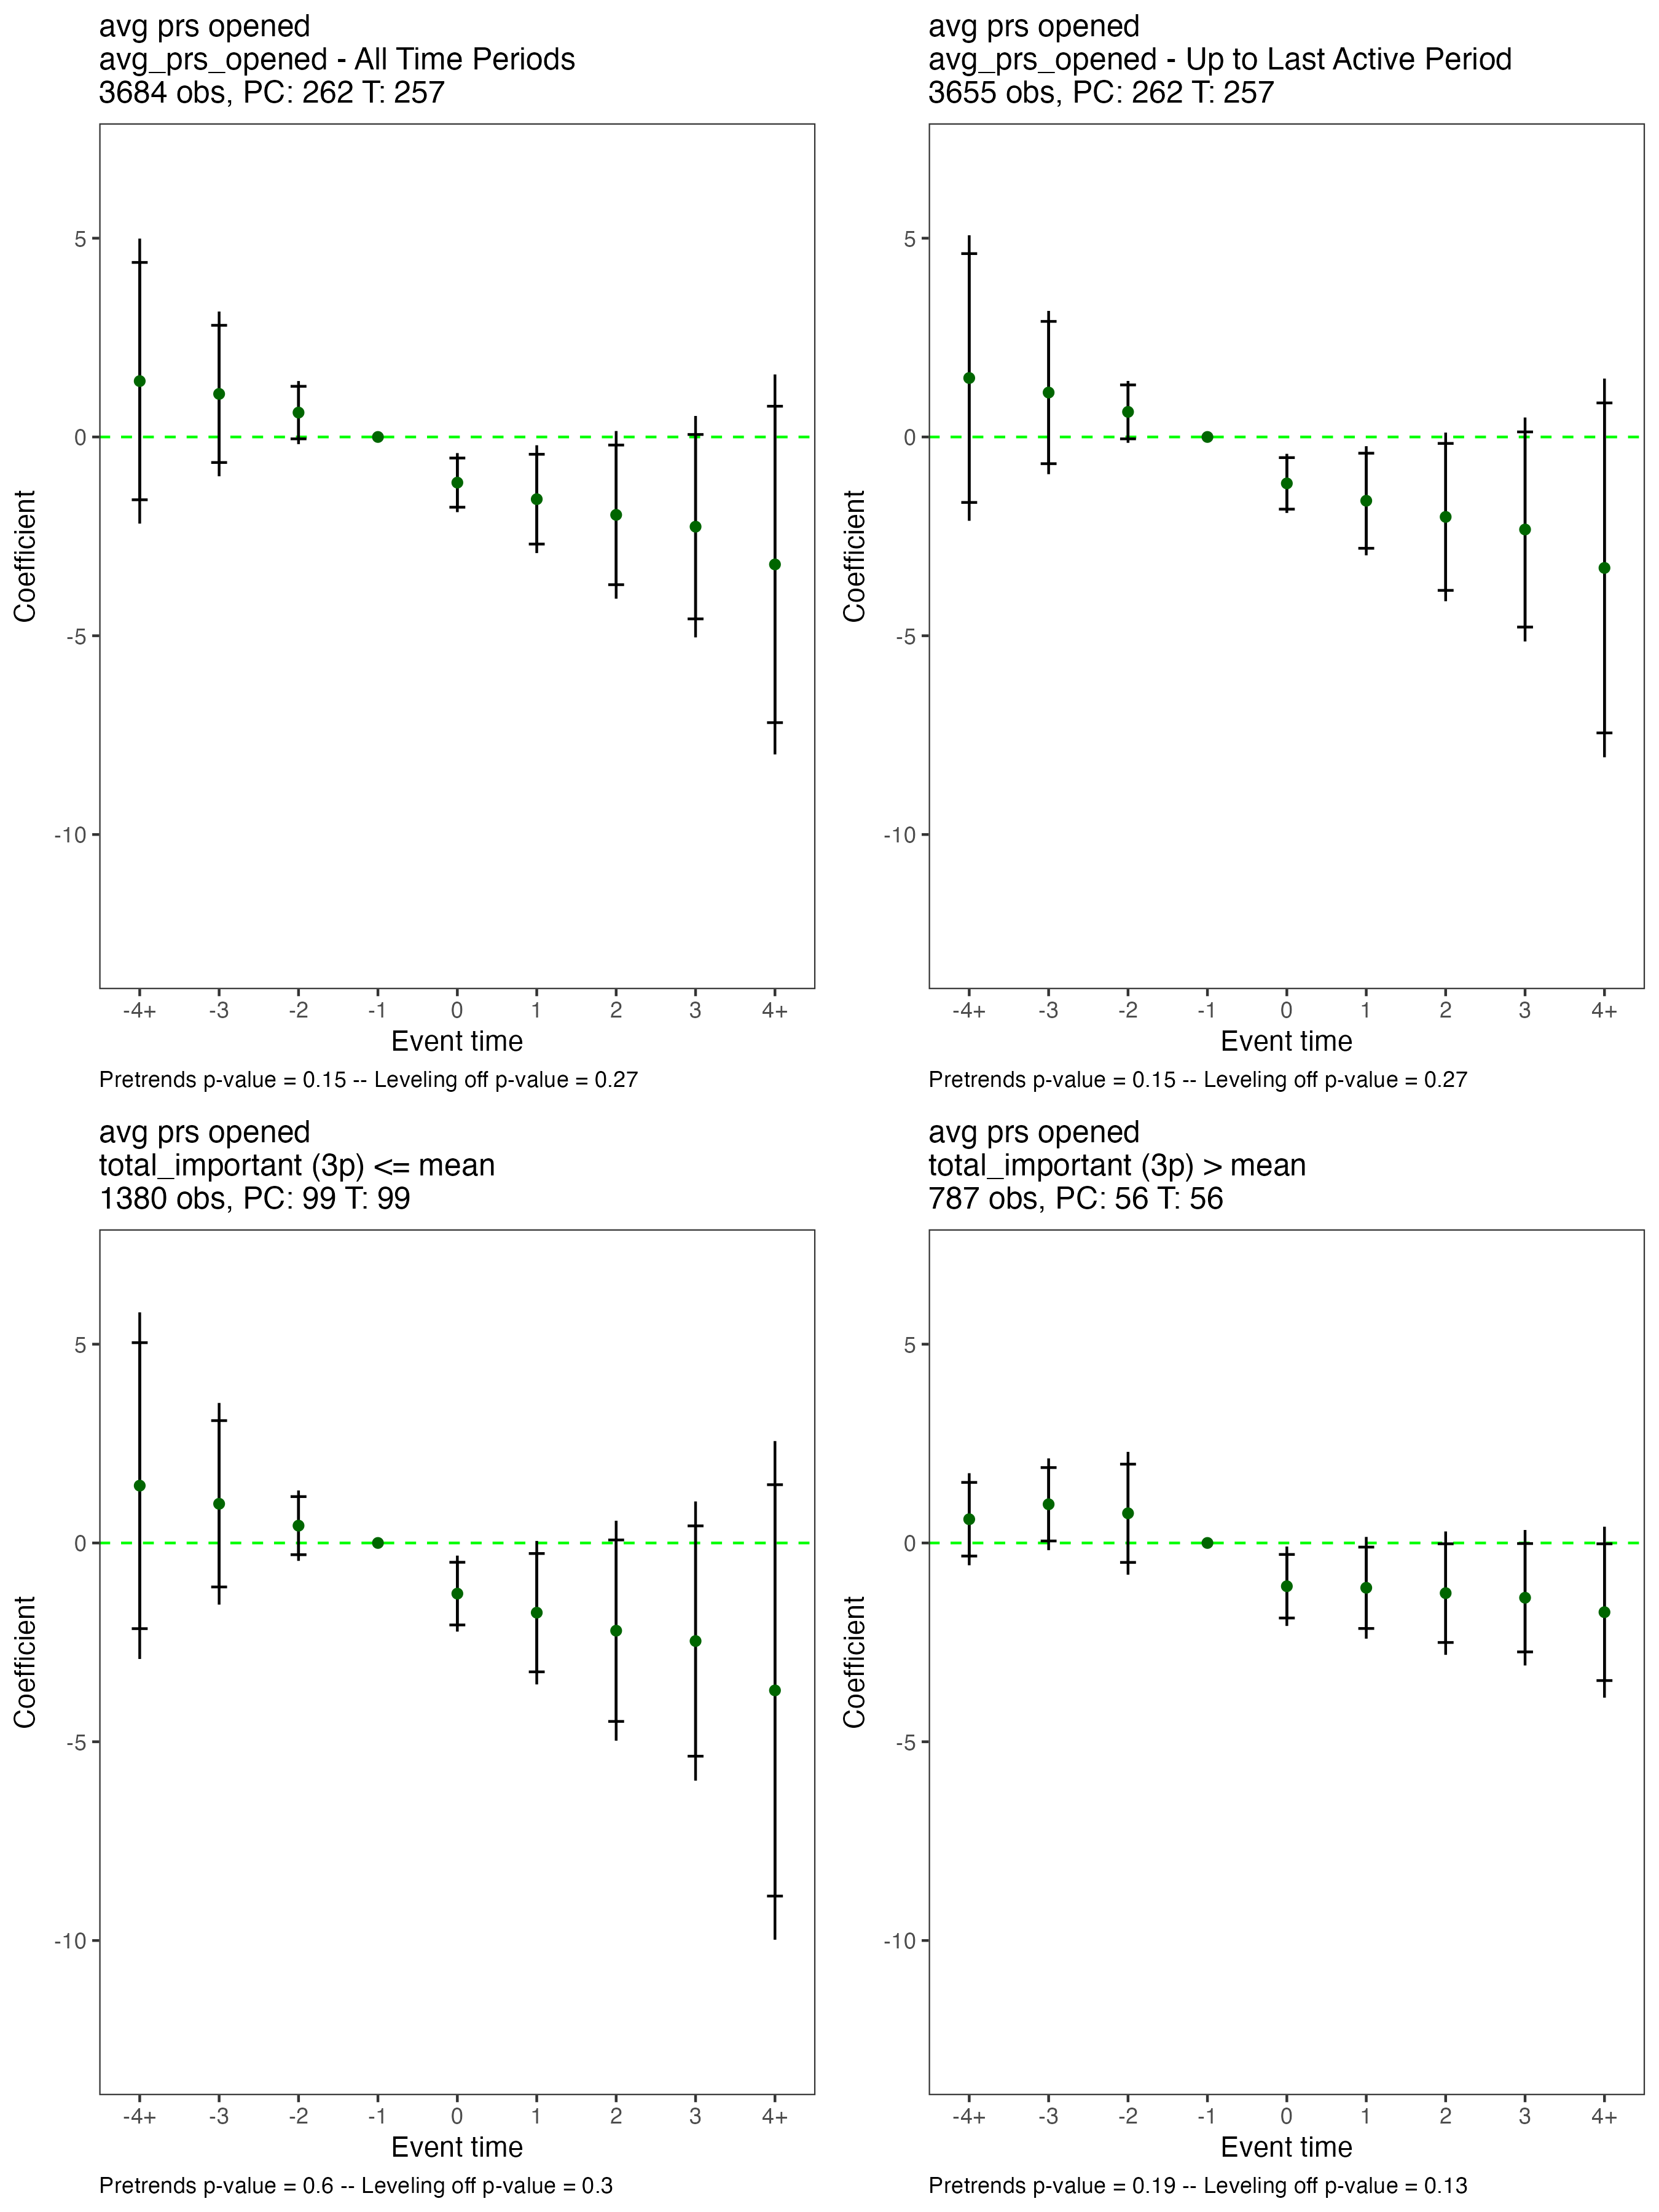 avg prs opened
avg_prs_opened - All Time Periods
3684 obs, PC: 262 T: 257
5
0
-5
-10
Coefficient
-4+ -3 -2 -1 0 1 2 3 4+
Event time
Pretrends p-value = 0.15 -- Leveling off p-value = 0.27
avg prs opened
avg_prs_opened - Up to Last Active Period
3655 obs, PC: 262 T: 257
5
0
-5
-10
Coefficient
-4+ -3 -2 -1 0 1 2 3 4+
Event time
Pretrends p-value = 0.15 -- Leveling off p-value = 0.27
avg prs opened
total_important (3p) <= mean
1380 obs, PC: 99 T: 99
5
0
-5
-10
Coefficient
-4+ -3 -2 -1 0 1 2 3 4+
Event time
Pretrends p-value = 0.6 -- Leveling off p-value = 0.3
avg prs opened
total_important (3p) > mean
787 obs, PC: 56 T: 56
5
0
-5
-10
Coefficient
-4+ -3 -2 -1 0 1 2 3 4+
Event time
Pretrends p-value = 0.19 -- Leveling off p-value = 0.13